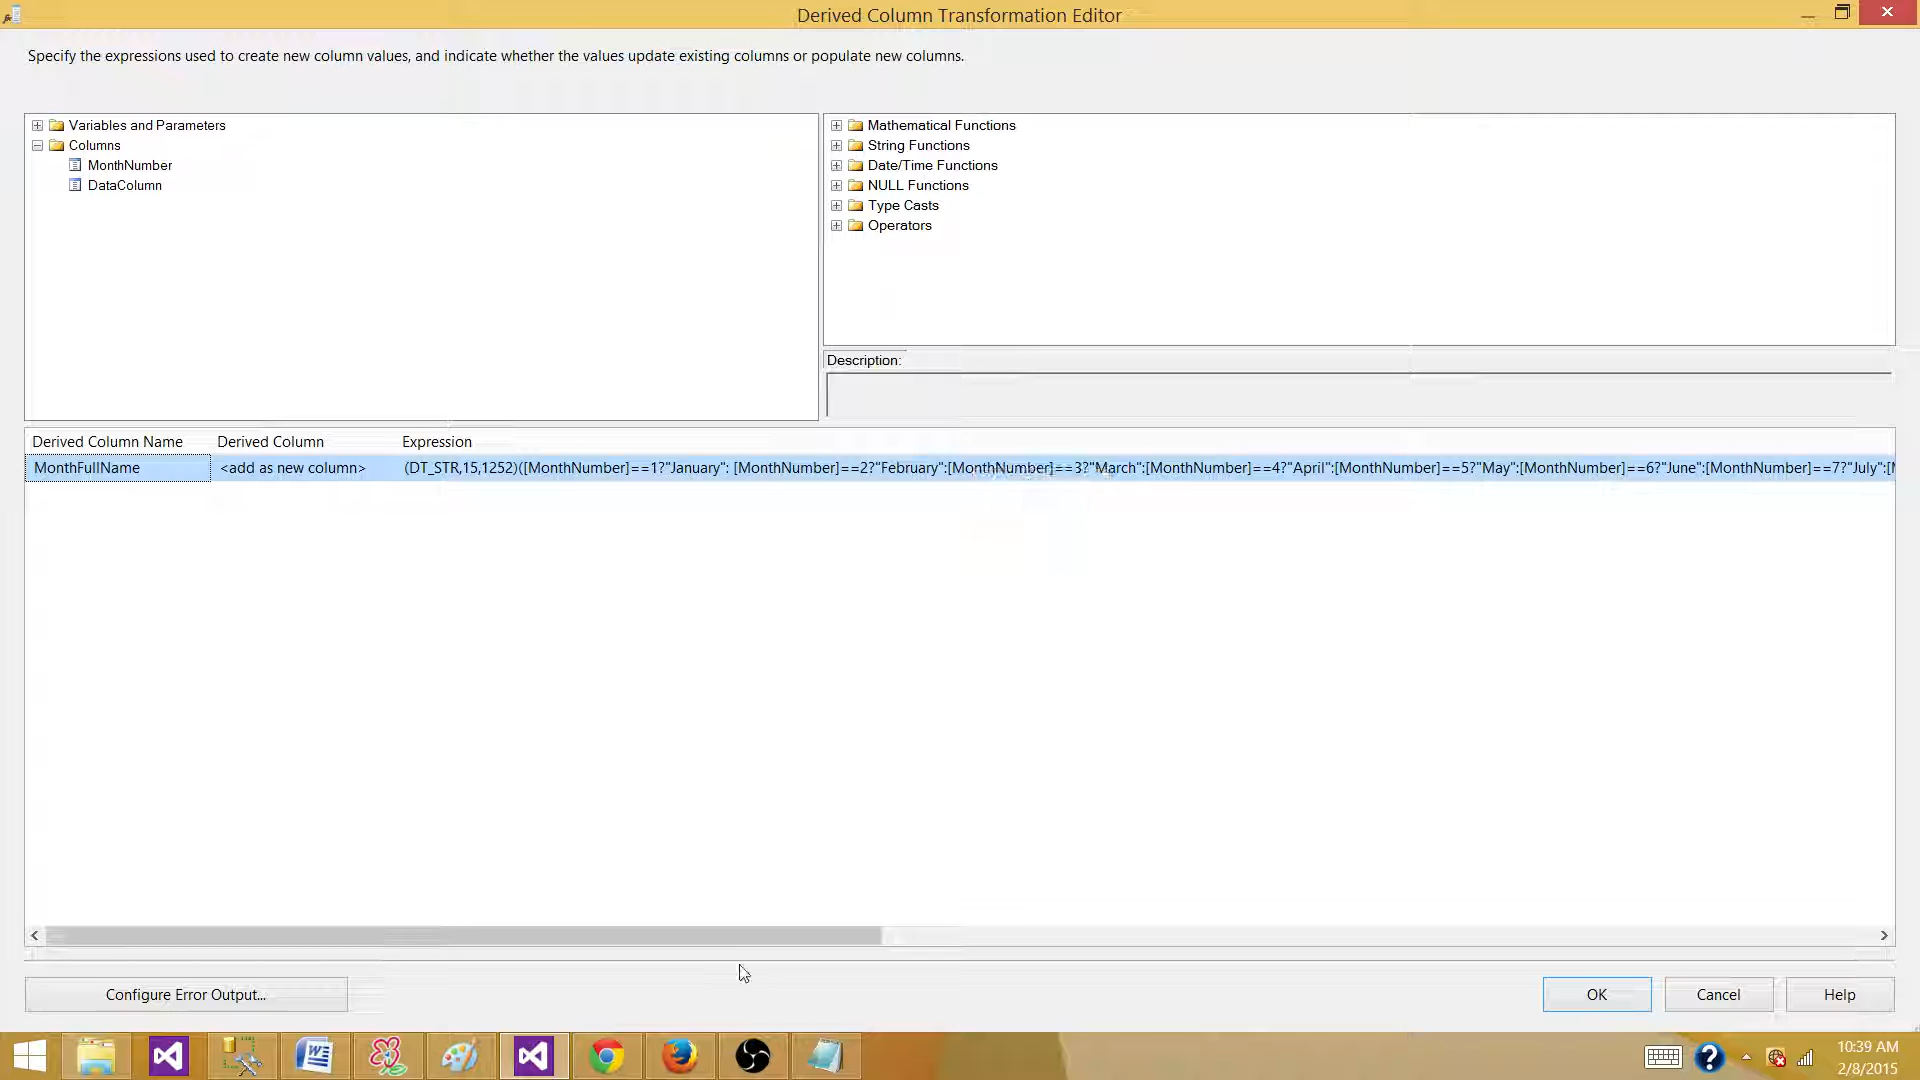 Derived Column Transformation Editor
Specify the expressions used to create new column values, and indicate whether the values update existing columns or populate new columns.
Variables and Parameters
Columns
MonthNumber
DataColumn
Mathematical Functions
String Functions
Date/Time Functions
NULL Functions
Type Casts
Operators
Description:
Derived Column Name Derived Column Expression
MonthFullName <add as new column> (DT_STR,15,1252)([MonthNumber]==1?"January": [MonthNumber]==2?"February":[MonthNumber]==3?"March":[MonthNumber]==4?"April":[MonthNumber]==5?"May":[MonthNumber]==6?"June":[MonthNumber]==7?"July":[
Configure Error Output...
OK Cancel Help
10:39 AM
2/8/2015